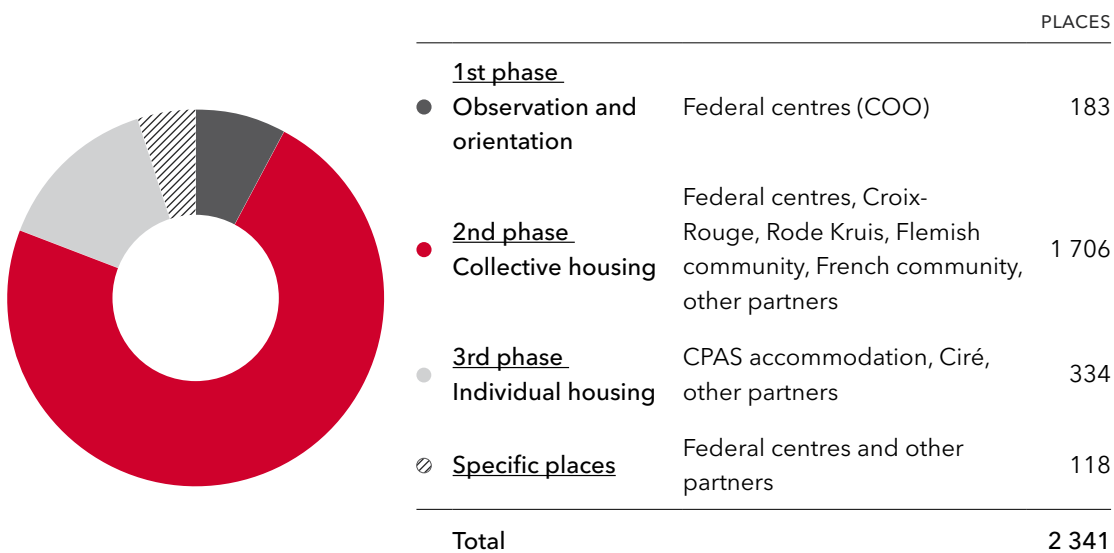 PLACES
1st phase
Observation and
orientation
Federal centres (COO)
183
2nd phase
Collective housing
Federal centres, Croix-
Rouge, Rode Kruis, Flemish
community, French community,
other partners
1 706
3rd phase
Individual housing
CPAS accommodation, Ciré,
other partners
334
Specific places
Federal centres and other
partners
118
Total
2 341